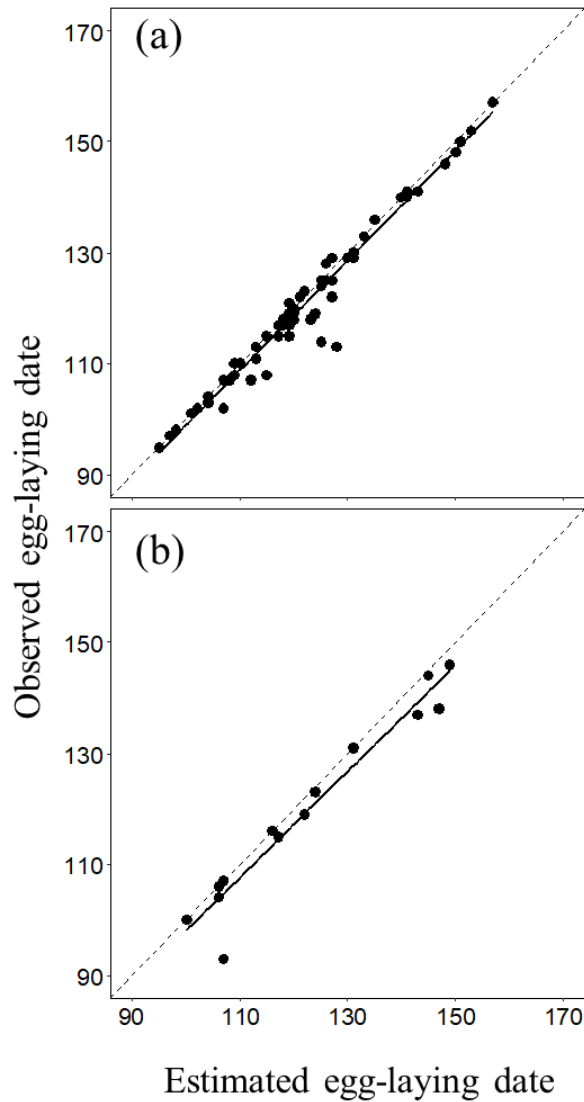 (a)
170
150
130
110
90
(b)
170
150
130
110
90
90 110 130 150 170
Observed egg-laying date
Estimated egg-laying date